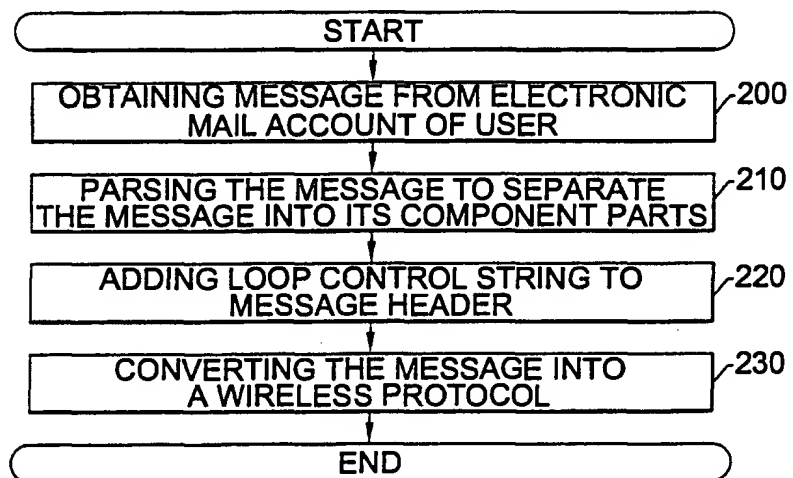 START
OBTAINING MESSAGE FROM ELECTRONIC
MAIL ACCOUNT OF USER
200
PARSING THE MESSAGE TO SEPARATE
THE MESSAGE INTO ITS COMPONENT PARTS
210
ADDING LOOP CONTROL STRING TO
MESSAGE HEADER
220
CONVERTING THE MESSAGE INTO
A WIRELESS PROTOCOL
230
END